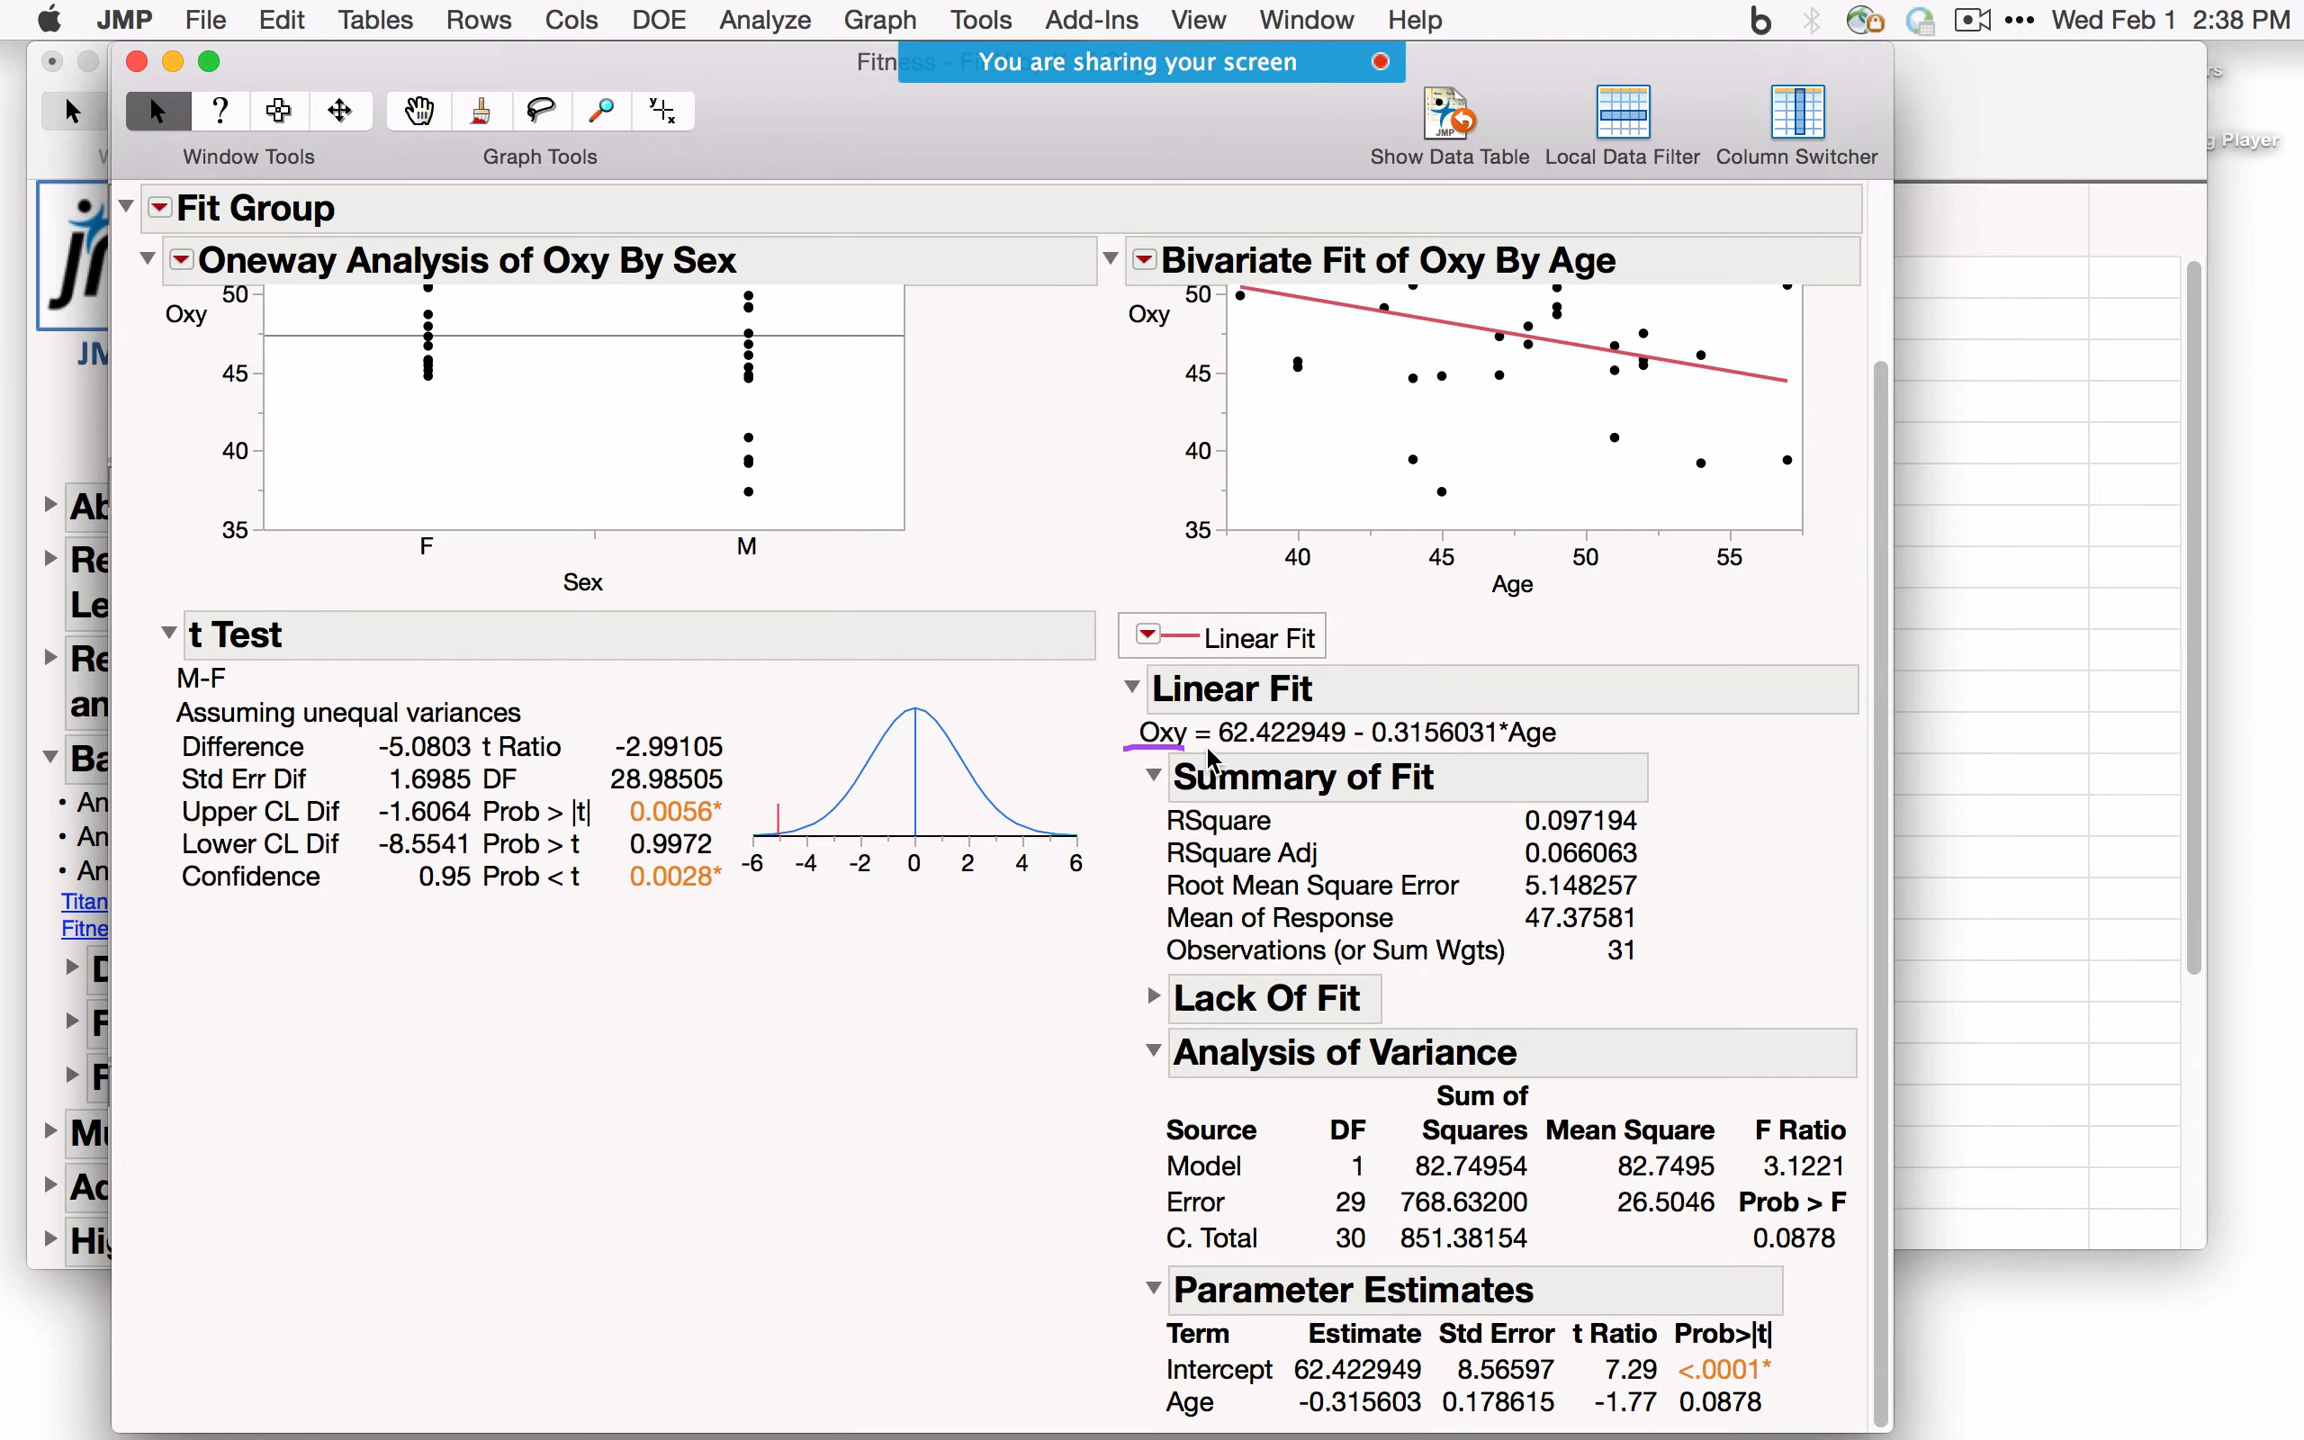 JMP File Edit Tables Rows Cols DOE Analyze Graph Tools Add-Ins View Window Help Wed Feb 1 2:38 PM
You are sharing your screen
Window Tools
Graph Tools
Show Data Table Local Data Filter Column Switcher
Player
Fit Group
Oneway Analysis of Oxy By Sex
50
45
40
35
Oxy
F M
Sex
t Test
M-F
Assuming unequal variances
Difference -5.0803 t Ratio -2.99105
Std Err Dif 1.6985 DF 28.98505
Upper CL Dif -1.6064 Prob > |t| 0.0056*
Lower CL Dif -8.5541 Prob > t 0.9972
Confidence 0.95 Prob < t 0.0028*
-6 -4 -2 0 2 4 6
Bivariate Fit of Oxy By Age
50
45
40
35
Oxy
40 45 50 55
Age
Linear Fit
Linear Fit
Oxy = 62.422949 - 0.3156031*Age
Summary of Fit
RSquare 0.097194
RSquare Adj 0.066063
Root Mean Square Error 5.148257
Mean of Response 47.37581
Observations (or Sum Wgts) 31
Lack Of Fit
Analysis of Variance
Sum of
Source DF Squares Mean Square F Ratio
Model 1 82.74954 82.7495 3.1221
Error 29 768.63200 26.5046 Prob > F
C. Total 30 851.38154 0.0878
Parameter Estimates
Term Estimate Std Error t Ratio Prob>|t|
Intercept 62.422949 8.56597 7.29 <.0001*
Age -0.315603 0.178615 -1.77 0.0878